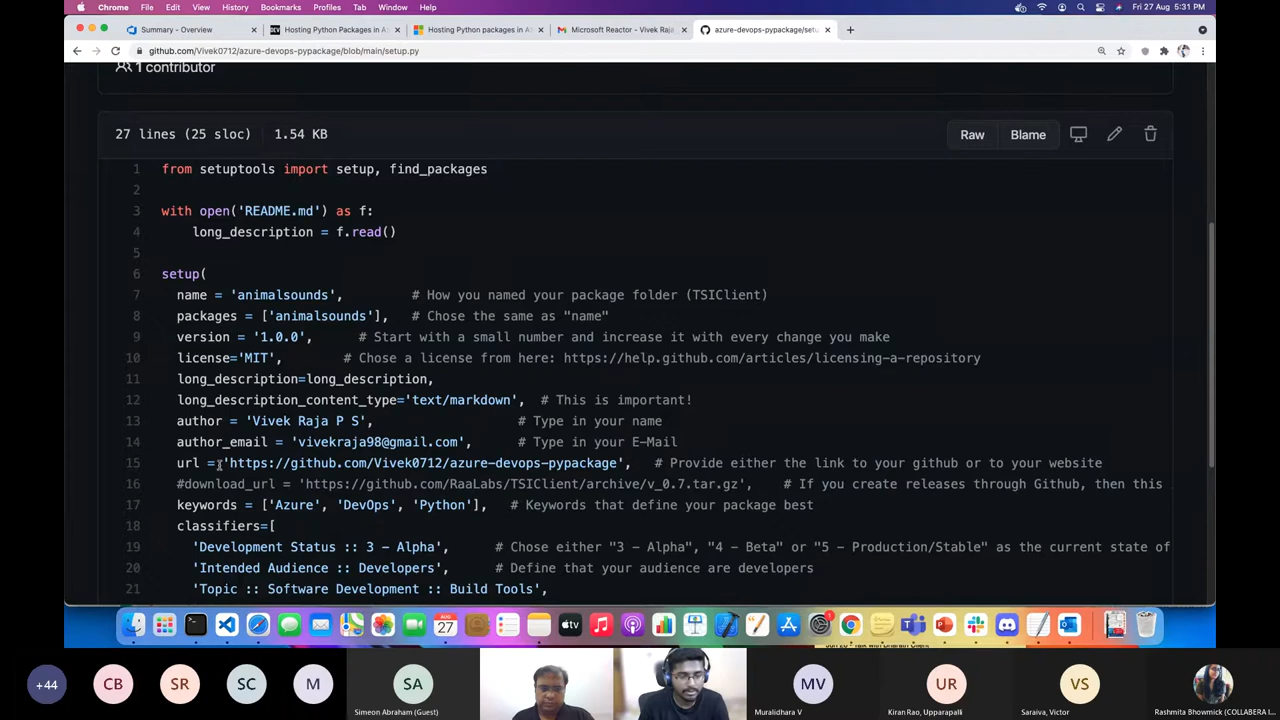 Chrome File Edit View History Bookmarks Profiles Tab Window Help
Fri 27 Aug 5:31 PM
Summary - Overview
Hosting Python Packages in A
Hosting Python packages in A
Microsoft Reactor - Vivek Raja
azure-devops-pypackage/setu
github.com/Vivek0712/azure-devops-pypackage/blob/main/setup.py
1 contributor
27 lines (25 sloc) 1.54 KB
Raw Blame
1 from setuptools import setup, find_packages
2
3 with open('README.md') as f:
4 long_description = f.read()
5
6 setup(
7 name = 'animalsounds', # How you named your package folder (TSIClient)
8 packages = ['animalsounds'], # Chose the same as "name"
9 version = '1.0.0', # Start with a small number and increase it with every change you make
10 license='MIT', # Chose a license from here: https://help.github.com/articles/licensing-a-repository
11 long_description=long_description,
12 long_description_content_type='text/markdown', # This is important!
13 author = 'Vivek Raja P S', # Type in your name
14 author_email = 'vivekraja98@gmail.com', # Type in your E-Mail
15 url = 'https://github.com/Vivek0712/azure-devops-pypackage', # Provide either the link to your github or to your website
16 #download_url = 'https://github.com/RaaLabs/TSIClient/archive/v_0.7.tar.gz', # If you create releases through Github, then this
17 keywords = ['Azure', 'DevOps', 'Python'], # Keywords that define your package best
18 classifiers=[
19 'Development Status :: 3 - Alpha', # Chose either "3 - Alpha", "4 - Beta" or "5 - Production/Stable" as the current state of
20 'Intended Audience :: Developers', # Define that your audience are developers
21 'Topic :: Software Development :: Build Tools',
AUG
27
tv
+44
CB
SR
SC
M
SA
MV
UR
VS
Simeon Abraham (Guest)
Muralidhara V
Kiran Rao, Upparapalli
Saraiva, Victor
Rashmita Bhowmick (COLLABERA I